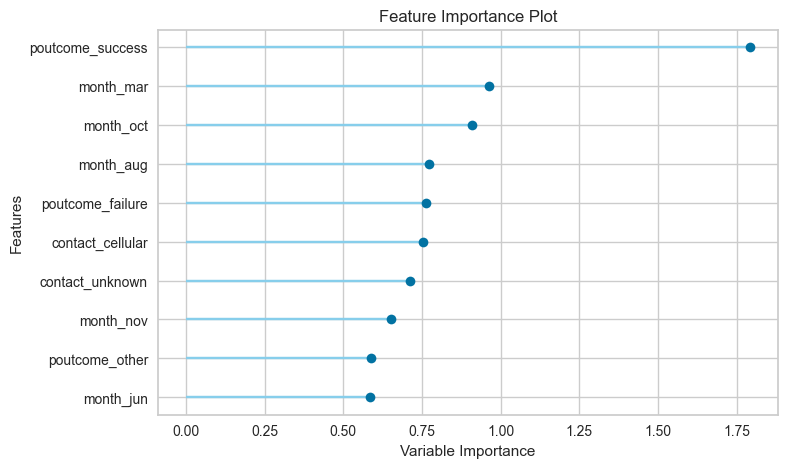 Feature Importance Plot
poutcome_success
month_mar
month_oct
month_aug
poutcome_failure
contact_cellular
contact_unknown
month_nov
poutcome_other
month_jun
Features
0.00 0.25 0.50 0.75 1.00 1.25 1.50 1.75
Variable Importance